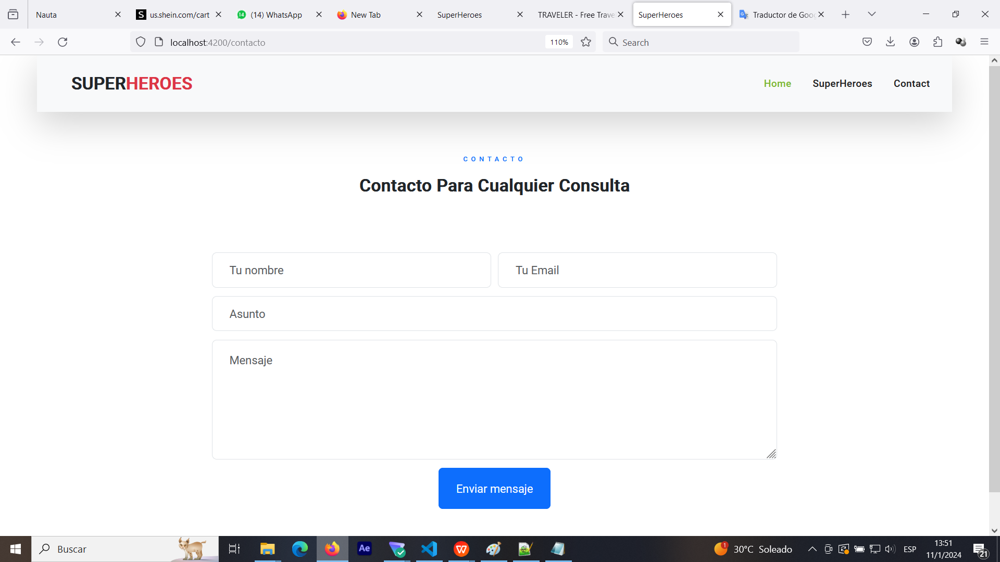 Nauta
S us.shein.com/cart
14 (14) WhatsApp
New Tab
SuperHeroes
TRAVELER - Free Trave
SuperHeroes
Traductor de Goog
localhost:4200/contacto
110%
Search
SUPERHEROES
Home
SuperHeroes
Contact
CONTACTO
Contacto Para Cualquier Consulta
Tu nombre
Tu Email
Asunto
Mensaje
Enviar mensaje
Buscar
Ae
W
1
30°C Soleado
ESP
13:51
11/1/2024
21